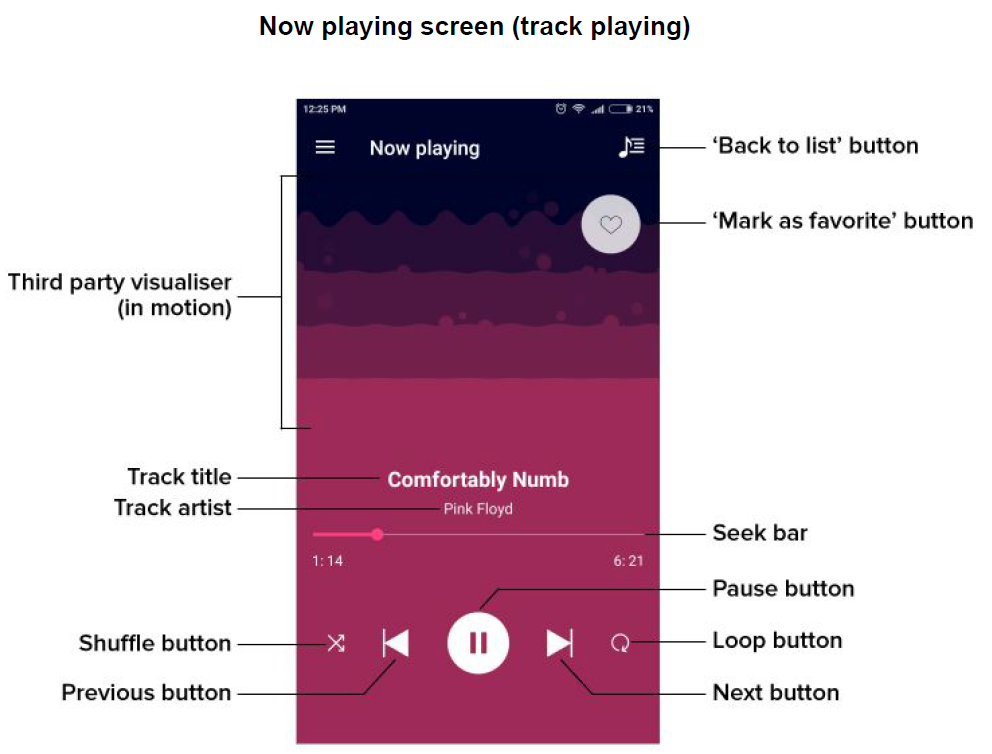 Now playing screen (track playing)
12:25 PM
21%
Now playing
‘Back to list’ button
‘Mark as favorite’ button
Third party visualiser
(in motion)
Track title
Comfortably Numb
Track artist
Pink Floyd
Seek bar
1: 14
6: 21
Pause button
Shuffle button
Loop button
Previous button
Next button